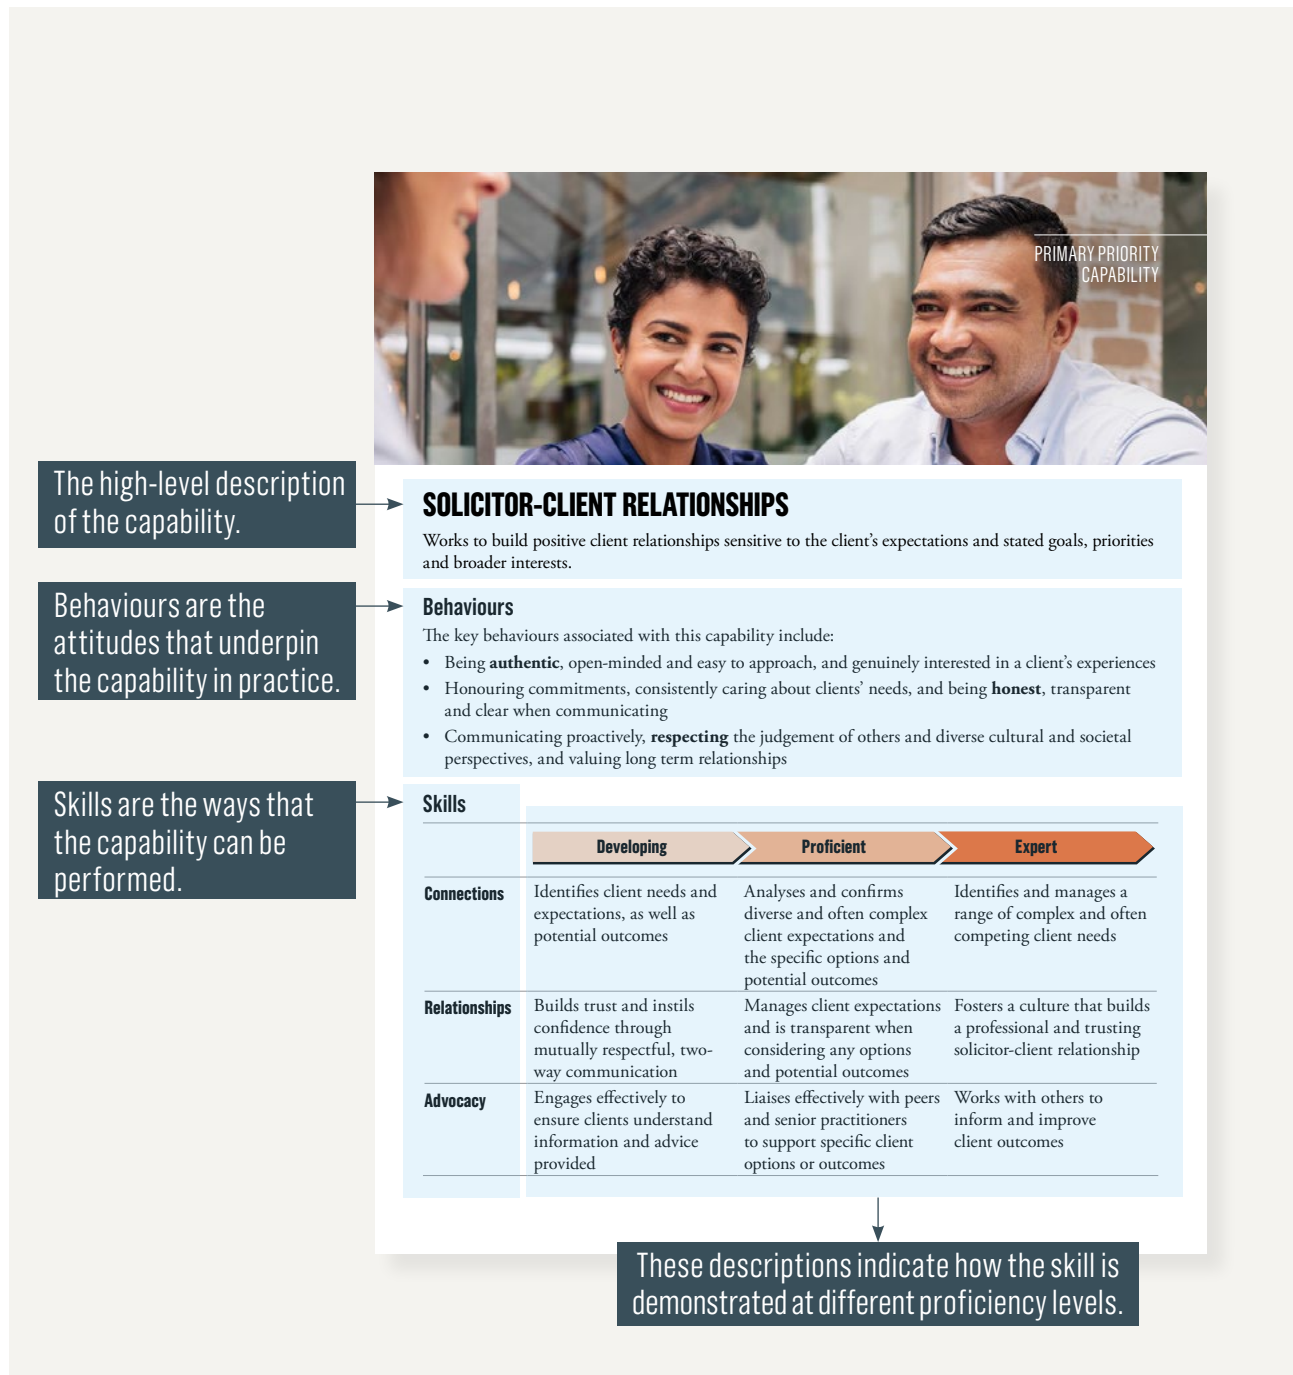 PRIMARY PRIORITY
CAPABILITY
The high-level description
of the capability.
SOLICITOR-CLIENT RELATIONSHIPS
Works to build positive client relationships sensitive to the client’s expectations and stated goals, priorities
and broader interests.
Behaviours are the
attitudes that underpin
the capability in practice.
Behaviours
The key behaviours associated with this capability include:
• Being authentic, open-minded and easy to approach, and genuinely interested in a client’s experiences
• Honouring commitments, consistently caring about clients’ needs, and being honest, transparent
and clear when communicating
• Communicating proactively, respecting the judgement of others and diverse cultural and societal
perspectives, and valuing long term relationships
Skills are the ways that
the capability can be
performed.
Skills
Developing
Proficient
Expert
Connections
Identifies client needs and
expectations, as well as
potential outcomes
Analyses and confirms
diverse and often complex
client expectations and
the specific options and
potential outcomes
Identifies and manages a
range of complex and often
competing client needs
Relationships
Builds trust and instils
confidence through
mutually respectful, two-
way communication
Manages client expectations
and is transparent when
considering any options
and potential outcomes
Fosters a culture that builds
a professional and trusting
solicitor-client relationship
Advocacy
Engages effectively to
ensure clients understand
information and advice
provided
Liaises effectively with peers
and senior practitioners
to support specific client
options or outcomes
Works with others to
inform and improve
client outcomes
These descriptions indicate how the skill is
demonstrated at different proficiency levels.